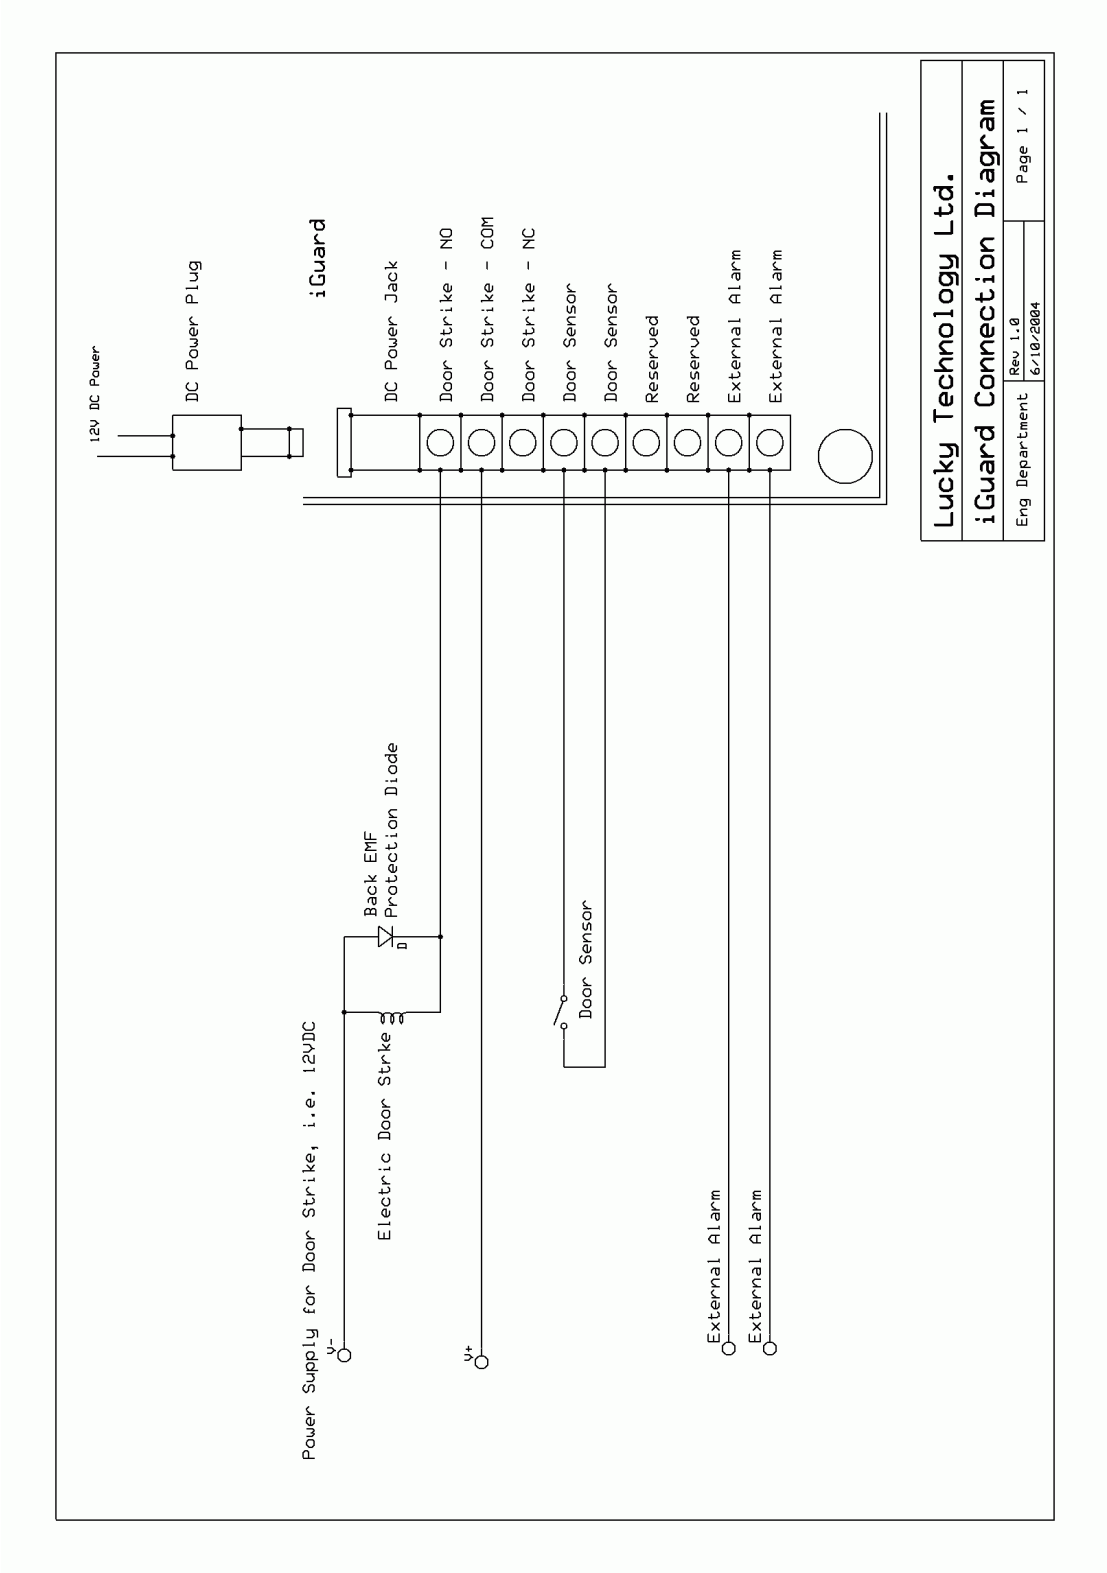 12V DC Power
DC Power Plug
iGuard
DC Power Jack
Door Strike - NO
Door Strike - COM
Door Strike - NC
Door Sensor
Door Sensor
Reserved
Reserved
External Alarm
External Alarm
Power Supply for Door Strike, i.e. 12VDC
V-
Electric Door Strke
Back EMF
Protection Diode
D
V+
Door Sensor
External Alarm
External Alarm
Lucky Technology Ltd.
iGuard Connection Diagram
Eng Department
Rev 1.0
6/10/2004
Page 1 / 1